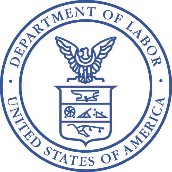 DEPARTMENT OF LABOR
UNITED STATES OF AMERICA